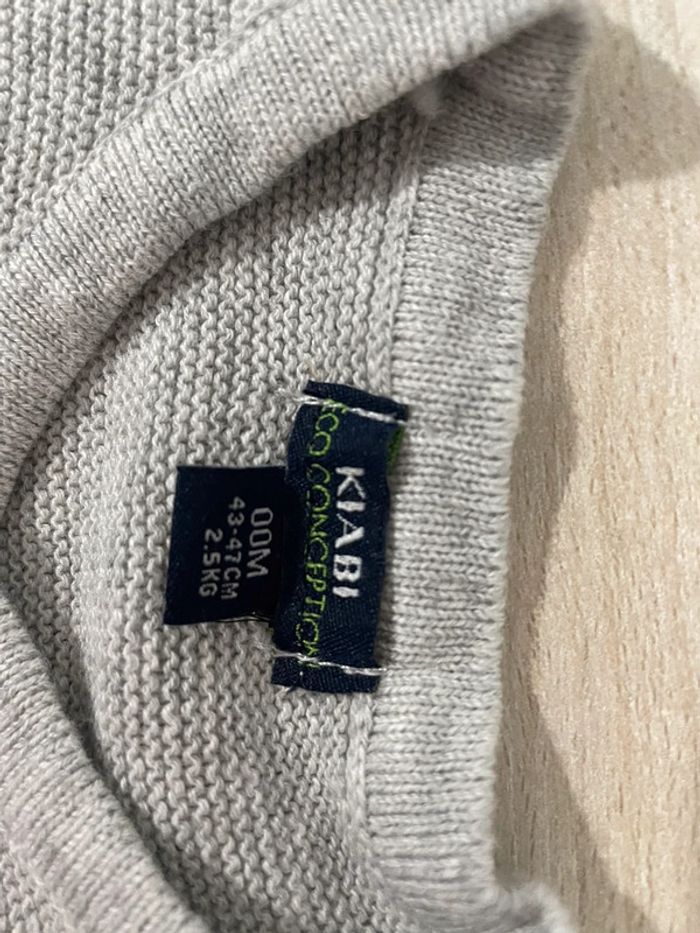 KIABI
ECO CONCEPTION
00M
43-47CM
2.5KG